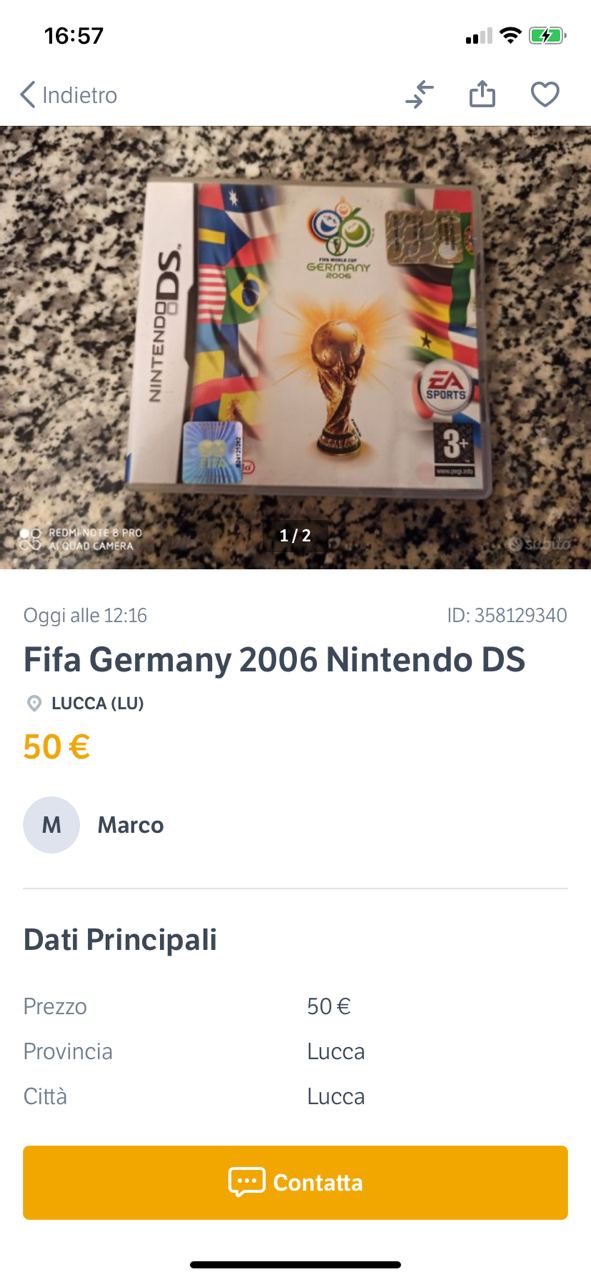 16:57
Indietro
NINTENDO DS™
FIFA WORLD CUP
GERMANY
2006
EA
SPORTS
FIFA
3+
www.pegi.info
REDMI NOTE 8 PRO
AI QUAD CAMERA
1 / 2
subito
Oggi alle 12:16
ID: 358129340
Fifa Germany 2006 Nintendo DS
LUCCA (LU)
50 €
M
Marco
Dati Principali
Prezzo
50 €
Provincia
Lucca
Città
Lucca
Contatta